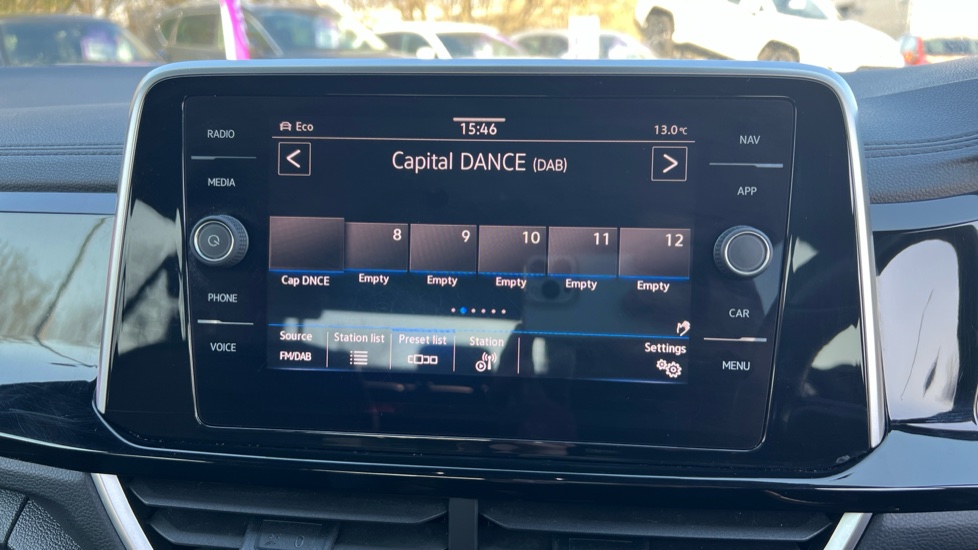 RADIO
MEDIA
PHONE
VOICE
Eco
15:46
13.0°C
<
Capital DANCE (DAB)
>
8
9
10
11
12
Cap DNCE
Empty
Empty
Empty
Empty
Empty
Source
FM/DAB
Station list
Preset list
Station
Settings
NAV
APP
CAR
MENU